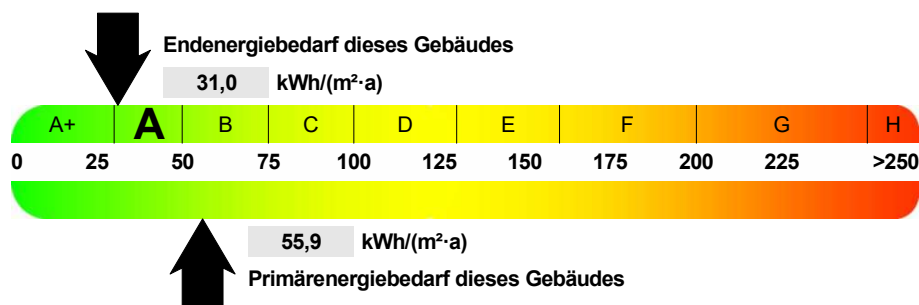 Endenergiebedarf dieses Gebäudes
31,0 kWh/(m²·a)
A+ A B C D E F G H
0 25 50 75 100 125 150 175 200 225 >250
55,9 kWh/(m²·a)
Primärenergiebedarf dieses Gebäudes